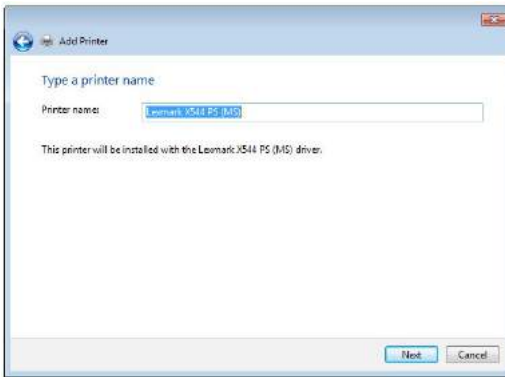 Add Printer
Type a printer name
Printer name: Lexmark X544 PS (MS)
This printer will be installed with the Lexmark X544 PS (MS) driver.
Next Cancel